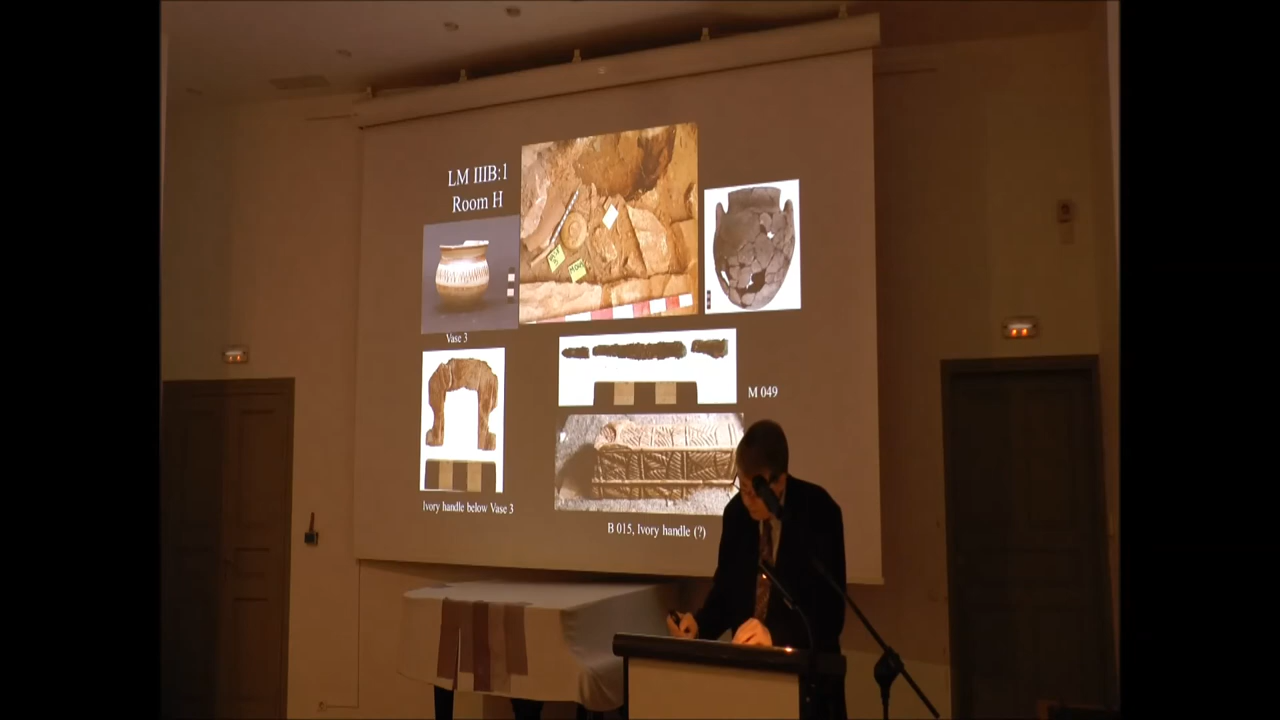 LM IIIB:1
Room H
Vase 3
M 049
Ivory handle below Vase 3
B 015, Ivory handle (?)